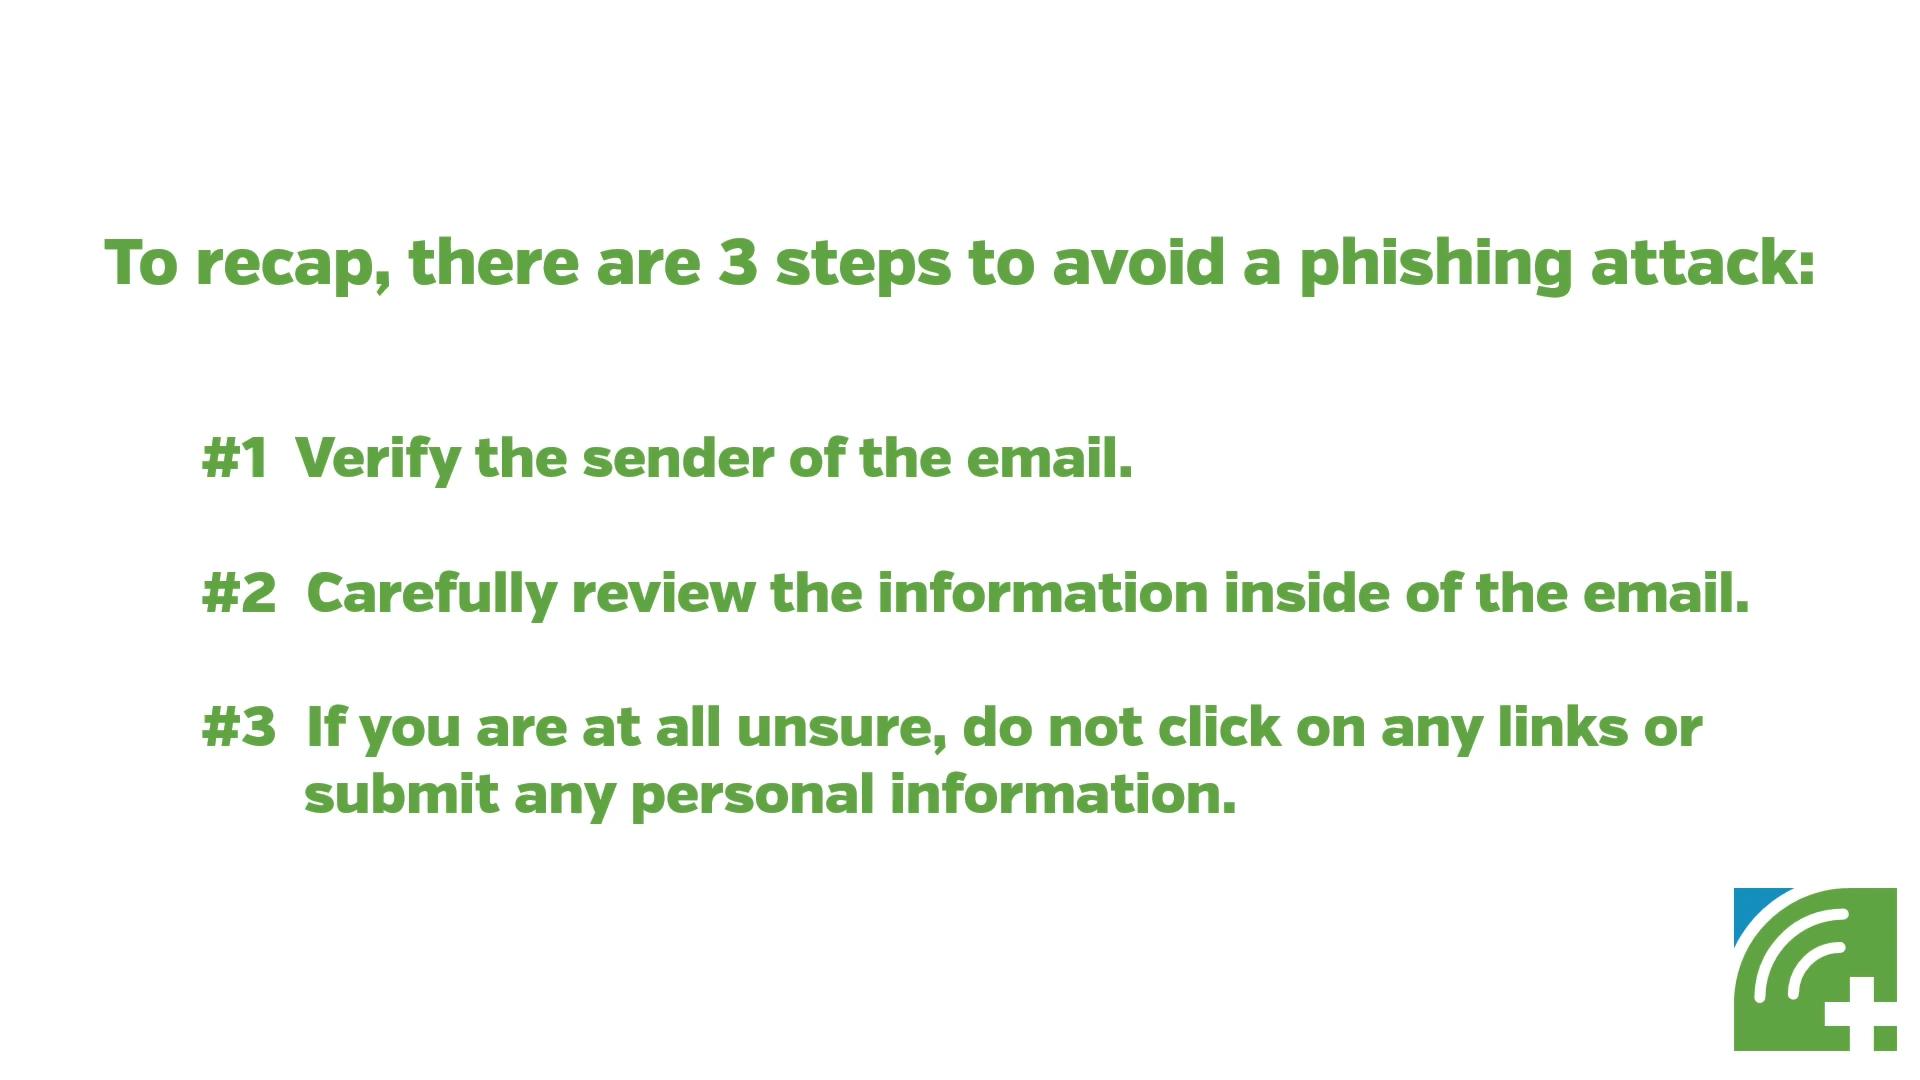 To recap, there are 3 steps to avoid a phishing attack:
#1 Verify the sender of the email.
#2 Carefully review the information inside of the email.
#3 If you are at all unsure, do not click on any links or
submit any personal information.